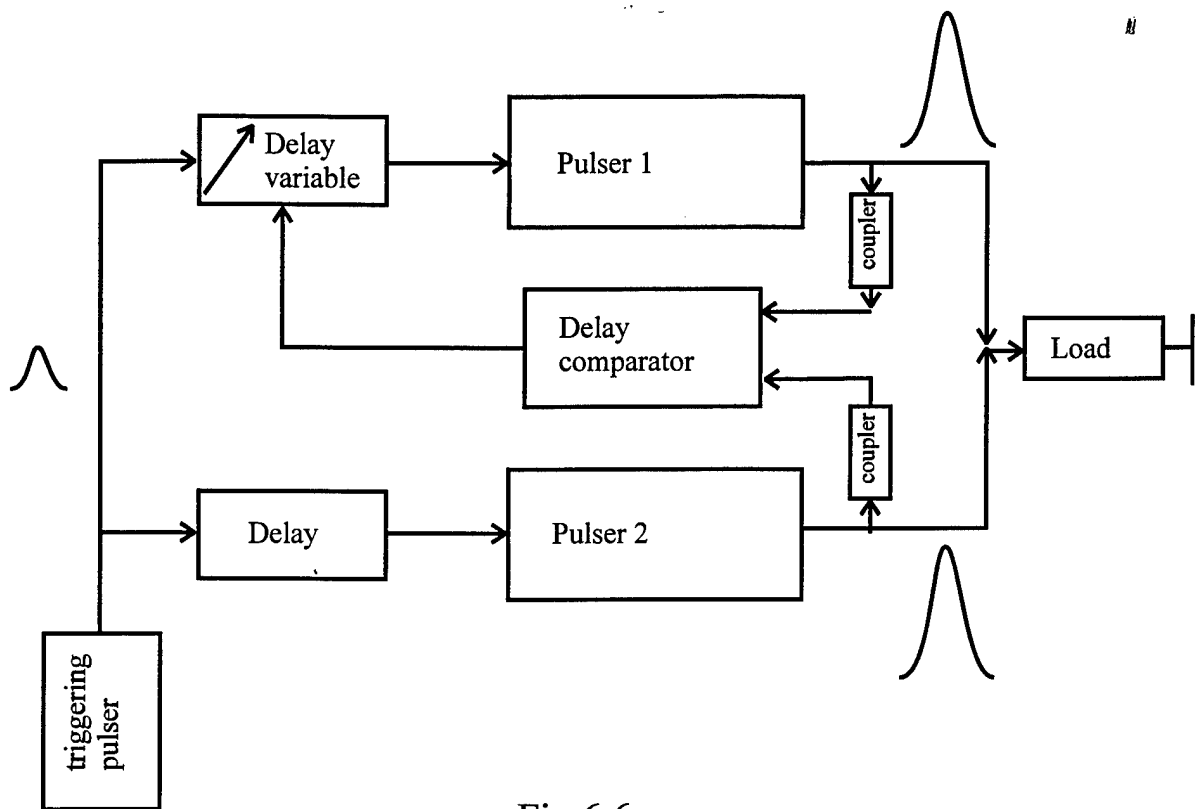 Delay
variable
Pulser 1
coupler
Delay
comparator
Load
coupler
Delay
Pulser 2
triggering
pulser
Fig 6.6